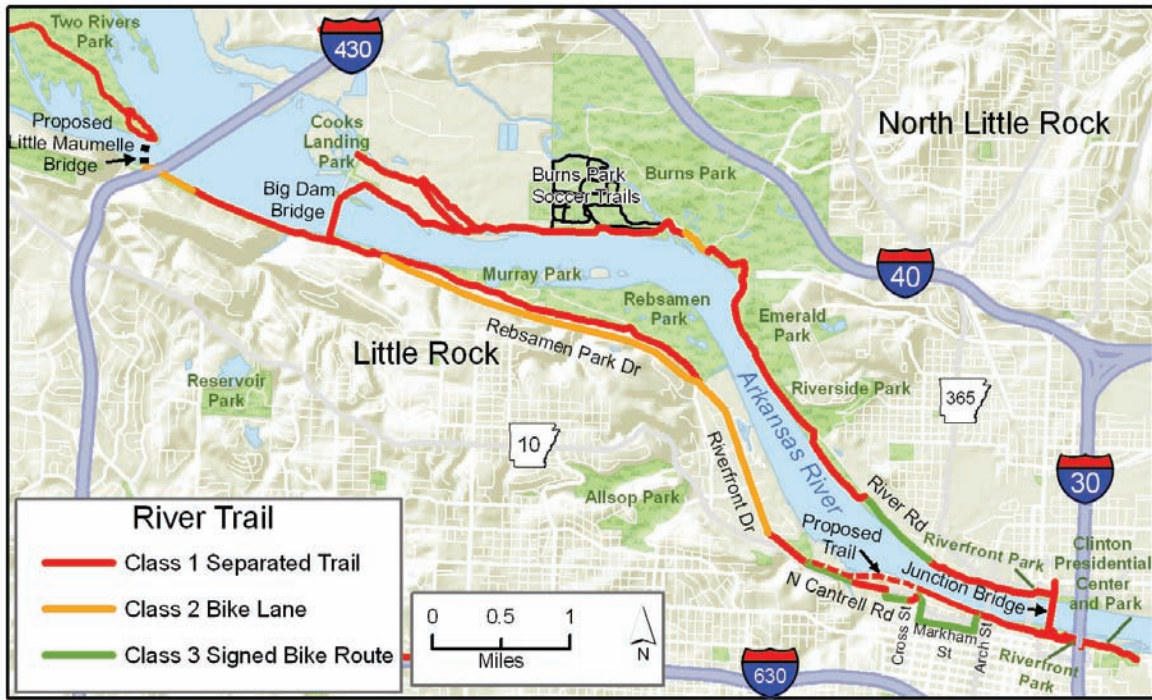 Two Rivers
Park
430
Proposed
Little Maumelle
Bridge
Cooks
Landing
Park
Big Dam
Bridge
Burns Park
Soccer Trails
Burns Park
North Little Rock
40
Murray Park
Rebsamen
Park
Emerald
Park
Rebsamen Park Dr
Little Rock
Reservoir
Park
Riverside Park
365
Arkansas River
10
Riverfront Dr
Allsop Park
River Rd
30
Proposed
Trail
Riverfront Park
Clinton
Presidential
Center
and Park
Junction Bridge
N Cantrell Rd
Cross St
Markham
St
Arch St
Riverfront
Park
630
River Trail
Class 1 Separated Trail
Class 2 Bike Lane
Class 3 Signed Bike Route
0 0.5 1
Miles
N